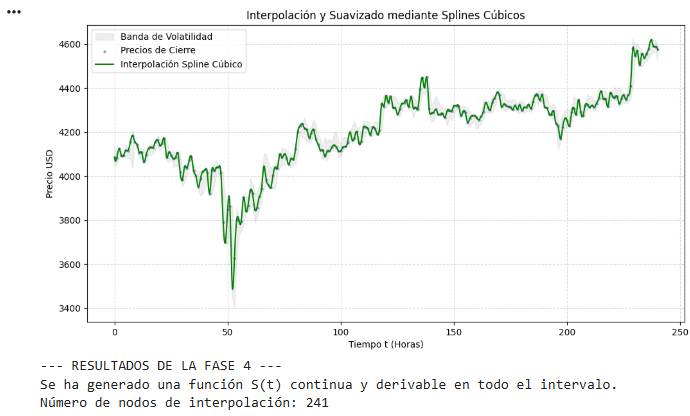 •••
Interpolación y Suavizado mediante Splines Cúbicos
Banda de Volatilidad
Precios de Cierre
Interpolación Spline Cúbico
4600
4400
4200
4000
3800
3600
3400
Precio USD
0 50 100 150 200 250
Tiempo t (Horas)
--- RESULTADOS DE LA FASE 4 ---
Se ha generado una función S(t) continua y derivable en todo el intervalo.
Número de nodos de interpolación: 241